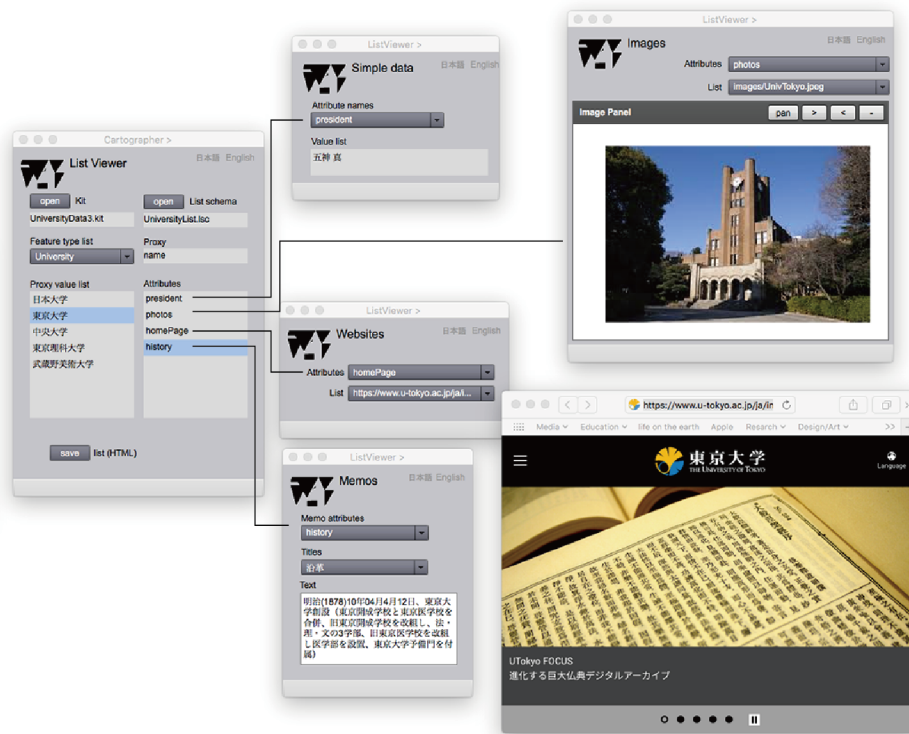 Cartographer >
日本語 English
List Viewer
open Kit
open List schema
UniversityData3.kit
UniversityList.lsc
Feature type list
Proxy
University
name
Proxy value list
Attributes
日本大学
東京大学
中央大学
東京理科大学
武蔵野美術大学
president
photos
homePage
history
save list (HTML)
ListViewer >
日本語 English
Simple data
Attribute names
president
Value list
五神 真
ListViewer >
日本語 English
Images
Attributes photos
List images/UnivTokyo.jpeg
Image Panel
pan > < -
ListViewer >
日本語 English
Websites
Attributes homePage
List https://www.u-tokyo.ac.jp/ja/i...
ListViewer >
日本語 English
Memos
Memo attributes
history
Titles
沿革
Text
明治(1878)10年04月4月12日、東京大
学創設（東京開成学校と東京医学校を
合併、旧東京開成学校を改組し、法・
理・文の3学部、旧東京医学校を改組
し医学部を設置、東京大学予備門を付
属）
https://www.u-tokyo.ac.jp/ja/in
Media Education life on the earth Apple Resarch Design/Art >>
東京大学
THE UNIVERSITY OF TOKYO
Language
UTokyo FOCUS
進化する巨大仏典デジタルアーカイブ